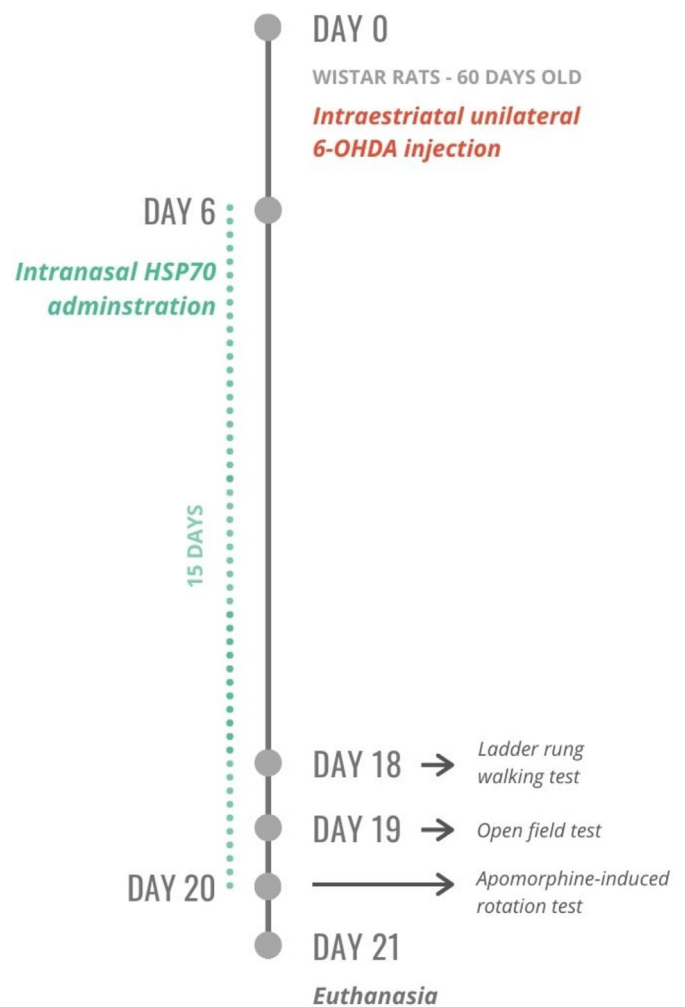 DAY 0
WISTAR RATS - 60 DAYS OLD
Intraestriatal unilateral
6-OHDA injection
DAY 6
Intranasal HSP70
adminstration
15 DAYS
DAY 18
Ladder rung
walking test
DAY 19
Open field test
DAY 20
Apomorphine-induced
rotation test
DAY 21
Euthanasia